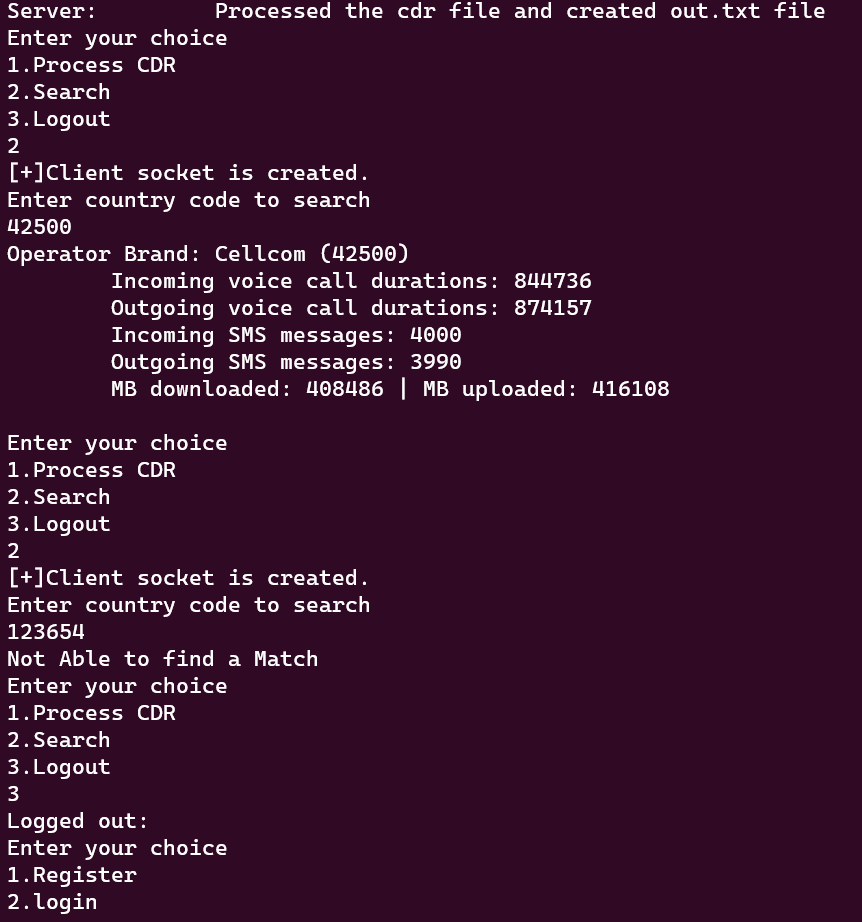 Server:         Processed the cdr file and created out.txt file
Enter your choice
1.Process CDR
2.Search
3.Logout
2
[+]Client socket is created.
Enter country code to search
42500
Operator Brand: Cellcom (42500)
        Incoming voice call durations: 844736
        Outgoing voice call durations: 874157
        Incoming SMS messages: 4000
        Outgoing SMS messages: 3990
        MB downloaded: 408486 | MB uploaded: 416108

Enter your choice
1.Process CDR
2.Search
3.Logout
2
[+]Client socket is created.
Enter country code to search
123654
Not Able to find a Match
Enter your choice
1.Process CDR
2.Search
3.Logout
3
Logged out:
Enter your choice
1.Register
2.login